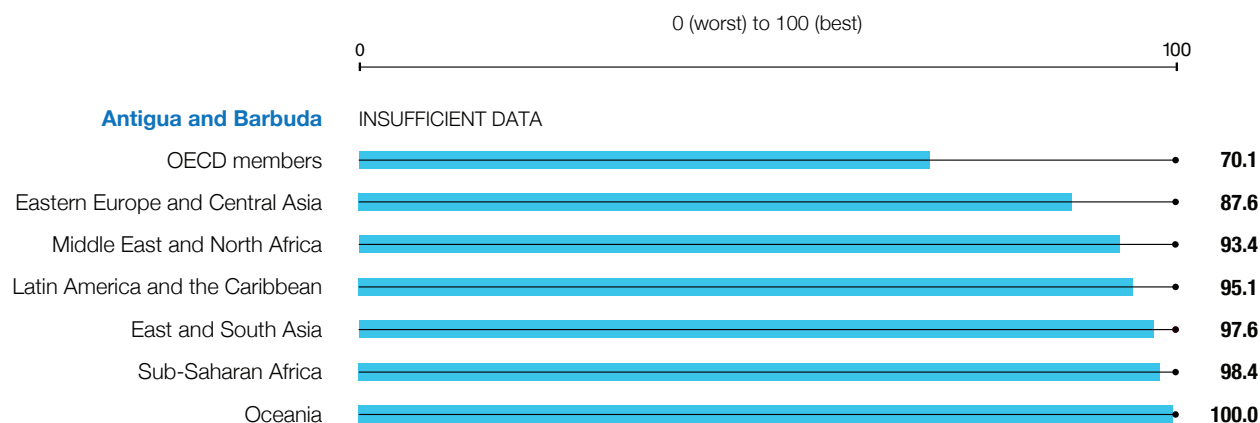 0 (worst) to 100 (best)
0 100
Antigua and Barbuda INSUFFICIENT DATA
OECD members 70.1
Eastern Europe and Central Asia 87.6
Middle East and North Africa 93.4
Latin America and the Caribbean 95.1
East and South Asia 97.6
Sub-Saharan Africa 98.4
Oceania 100.0